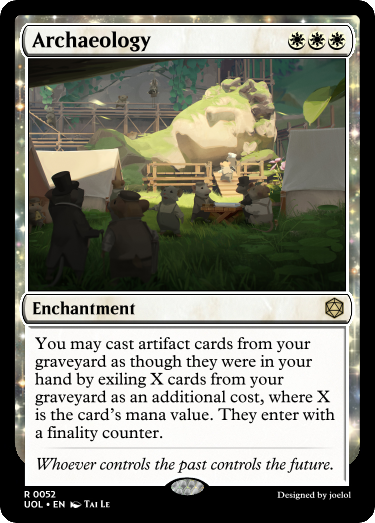 Archaeology
Enchantment
You may cast artifact cards from your
graveyard as though they were in your
hand by exiling X cards from your
graveyard as an additional cost, where X
is the card's mana value. They enter with
a finality counter.
Whoever controls the past controls the future.
R 0052
Designed by joelol
UOL • EN Tai Le